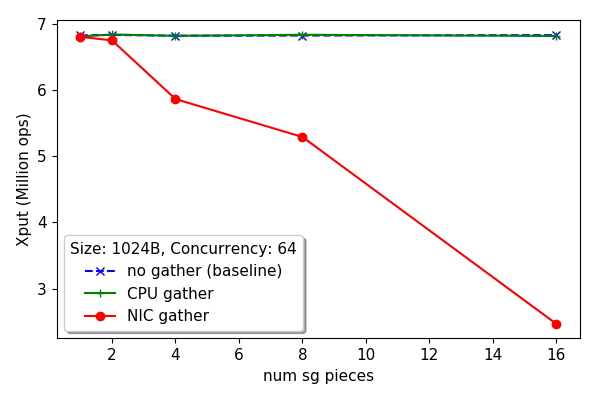 7
6
5
4
3
Xput (Million ops)
Size: 1024B, Concurrency: 64
no gather (baseline)
CPU gather
NIC gather
2 4 6 8 10 12 14 16
num sg pieces